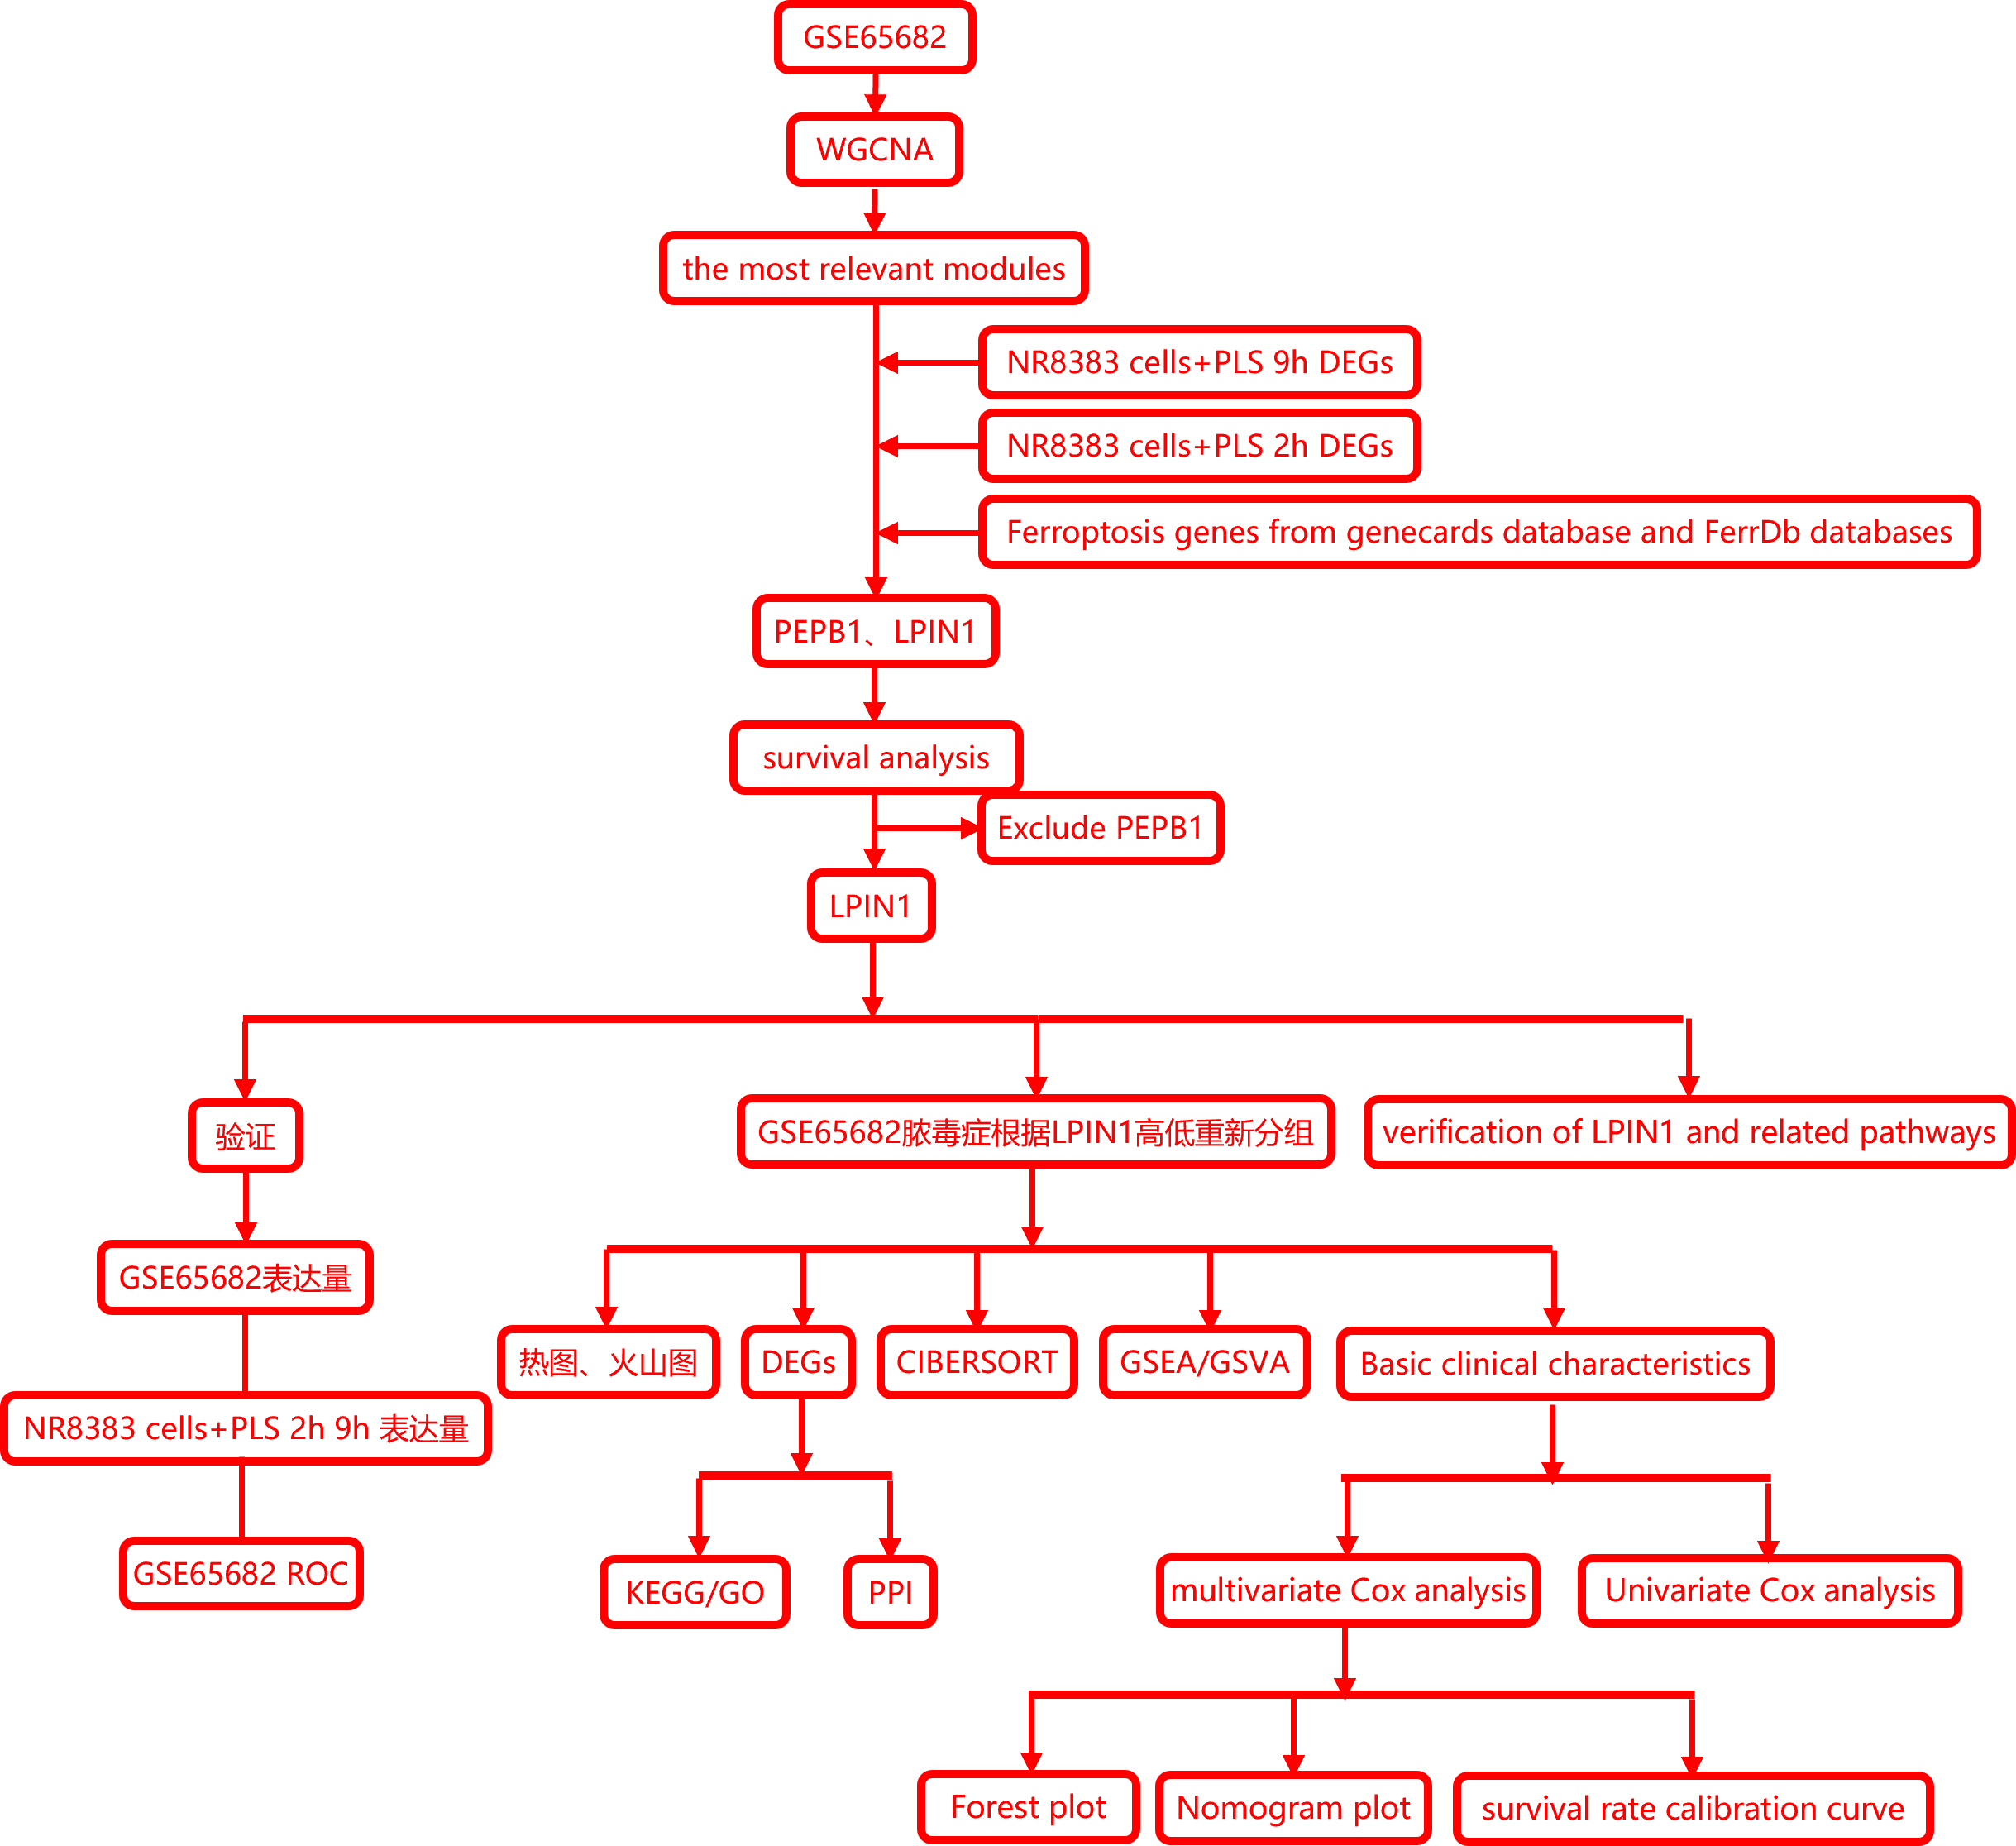 GSE65682
WGCNA
the most relevant modules
NR8383 cells+PLS 9h DEGs
NR8383 cells+PLS 2h DEGs
Ferroptosis genes from genecards database and FerrDb databases
PEPB1、LPIN1
survival analysis
Exclude PEPB1
LPIN1
验证
GSE65682脓毒症根据LPIN1高低重新分组
verification of LPIN1 and related pathways
GSE65682表达量
热图、火山图
DEGs
CIBERSORT
GSEA/GSVA
Basic clinical characteristics
NR8383 cells+PLS 2h 9h 表达量
GSE65682 ROC
KEGG/GO
PPI
multivariate Cox analysis
Univariate Cox analysis
Forest plot
Nomogram plot
survival rate calibration curve